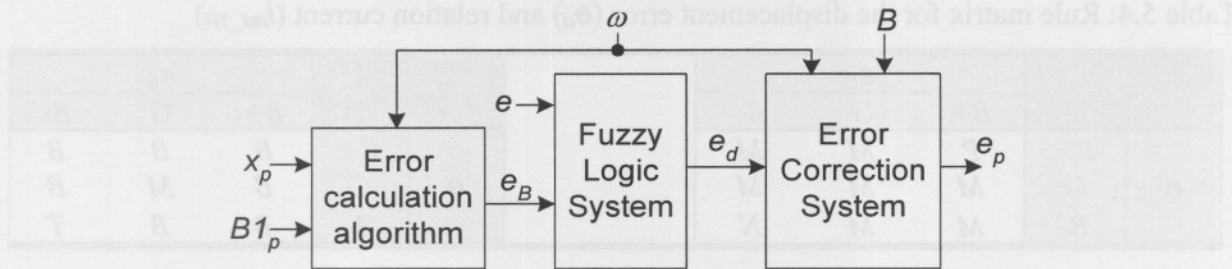 ω
B
e
x_p
B1_p
Error
calculation
algorithm
e_B
Fuzzy
Logic
System
e_d
Error
Correction
System
e_p